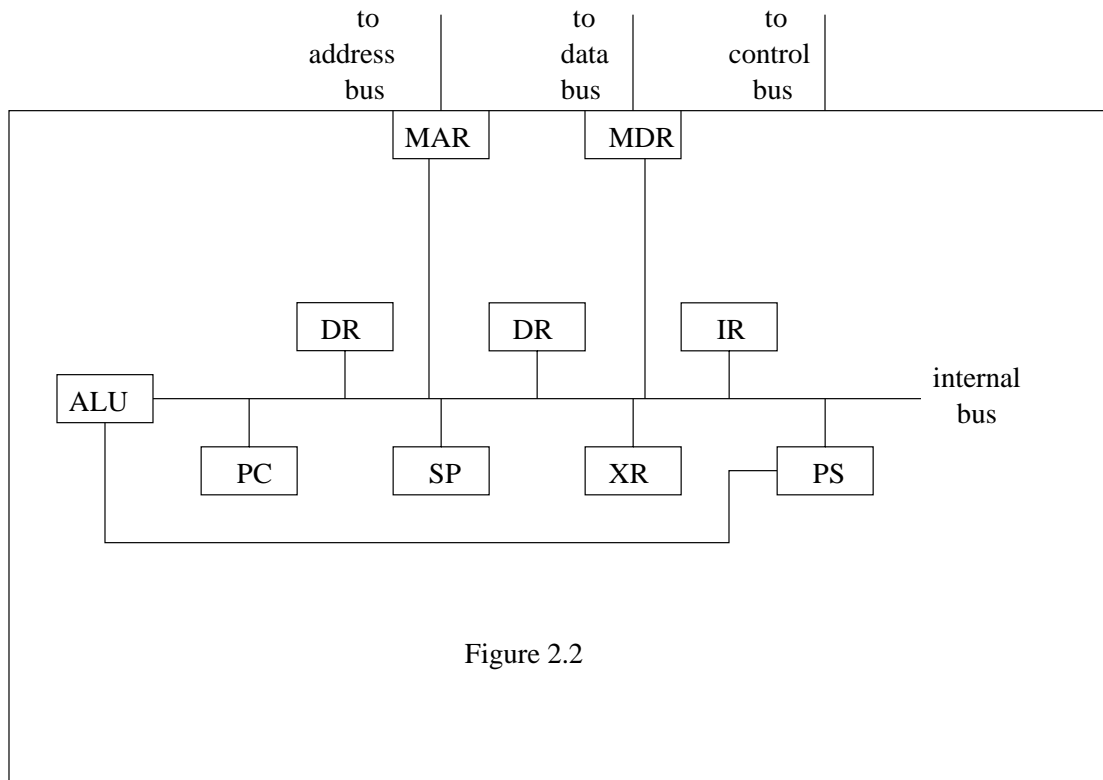 to
address
bus
to
data
bus
to
control
bus
MAR
MDR
DR
DR
IR
ALU
internal
bus
PC
SP
XR
PS
Figure 2.2